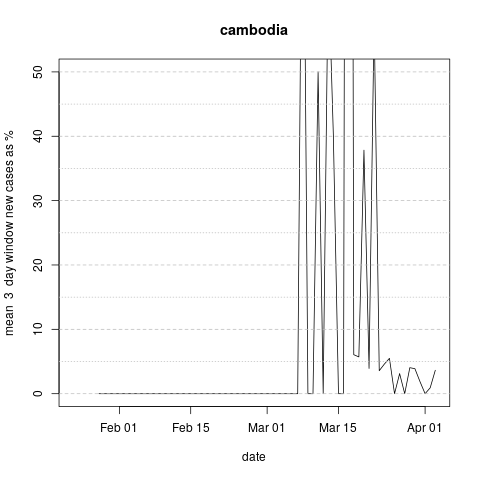 cambodia
50
40
30
20
10
0
mean 3 day window new cases as %
Feb 01
Feb 15
Mar 01
Mar 15
Apr 01
date